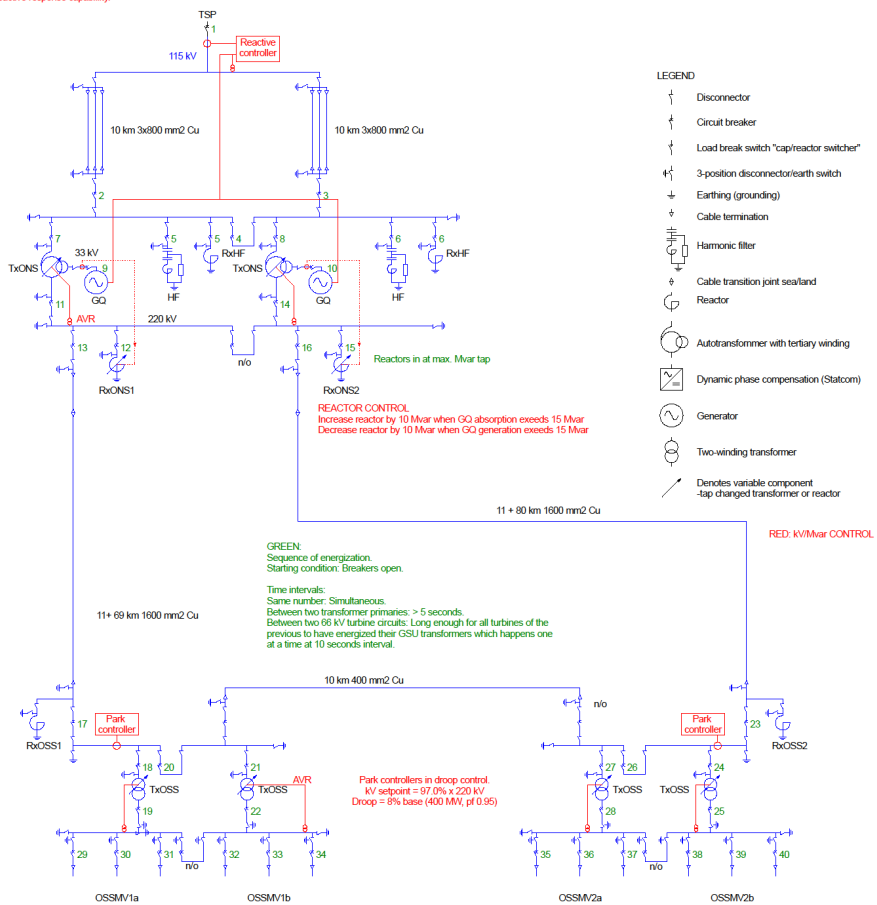 TSP
1
Reactive
controller
115 kV
LEGEND
Disconnector
Circuit breaker
Load break switch "cap/reactor switcher"
3-position disconnector/earth switch
Earthing (grounding)
Cable termination
Harmonic filter
Cable transition joint sea/land
Reactor
Autotransformer with tertiary winding
Dynamic phase compensation (Statcom)
Generator
Two-winding transformer
Denotes variable component
-tap changed transformer or reactor
10 km 3x800 mm2 Cu
10 km 3x800 mm2 Cu
2
3
7
5
5
4
8
6
6
33 kV
RxHF
RxHF
TxONS
9
TxONS
10
GQ
HF
GQ
HF
11
14
AVR
220 kV
13
12
16
15
n/o
Reactors in at max. Mvar tap
RxONS1
RxONS2
REACTOR CONTROL
Increase reactor by 10 Mvar when GQ absorption exceeds 15 Mvar
Decrease reactor by 10 Mvar when GQ generation exceeds 15 Mvar
11 + 80 km 1600 mm2 Cu
RED: kV/Mvar CONTROL
GREEN:
Sequence of energization.
Starting condition: Breakers open.
Time intervals:
Same number: Simultaneous.
Between two transformer primaries: > 5 seconds.
Between two 66 kV turbine circuits: Long enough for all turbines of the
previous to have energized their GSU transformers which happens one
at a time at 10 seconds interval.
11+ 69 km 1600 mm2 Cu
10 km 400 mm2 Cu
n/o
RxOSS1
17
Park
controller
Park
controller
23
RxOSS2
18
20
21
27
26
24
TxOSS
TxOSS
AVR
TxOSS
TxOSS
Park controllers in droop control.
kV setpoint = 97.0% x 220 kV
Droop = 8% base (400 MW, pf 0.95)
19
22
28
25
29
30
31
n/o
32
33
34
35
36
37
n/o
38
39
40
OSSMV1a
OSSMV1b
OSSMV2a
OSSMV2b